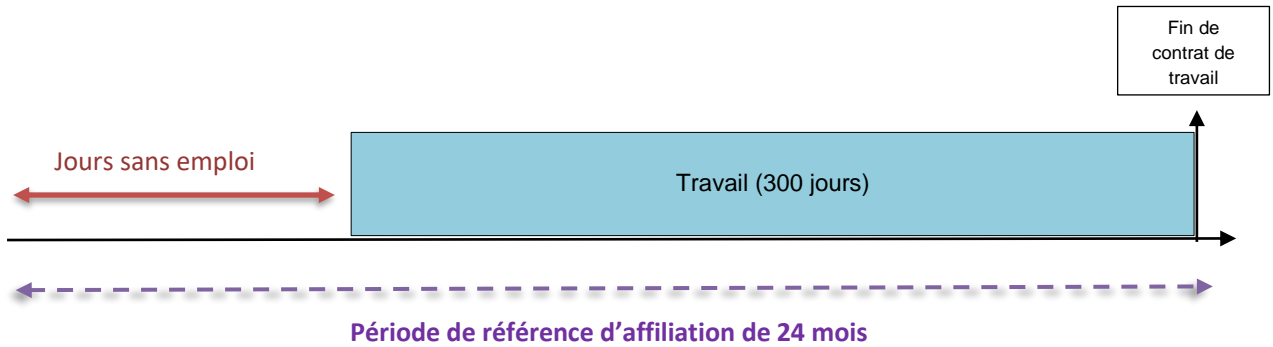 Fin de
contrat de
travail
Jours sans emploi
Travail (300 jours)
Période de référence d’affiliation de 24 mois